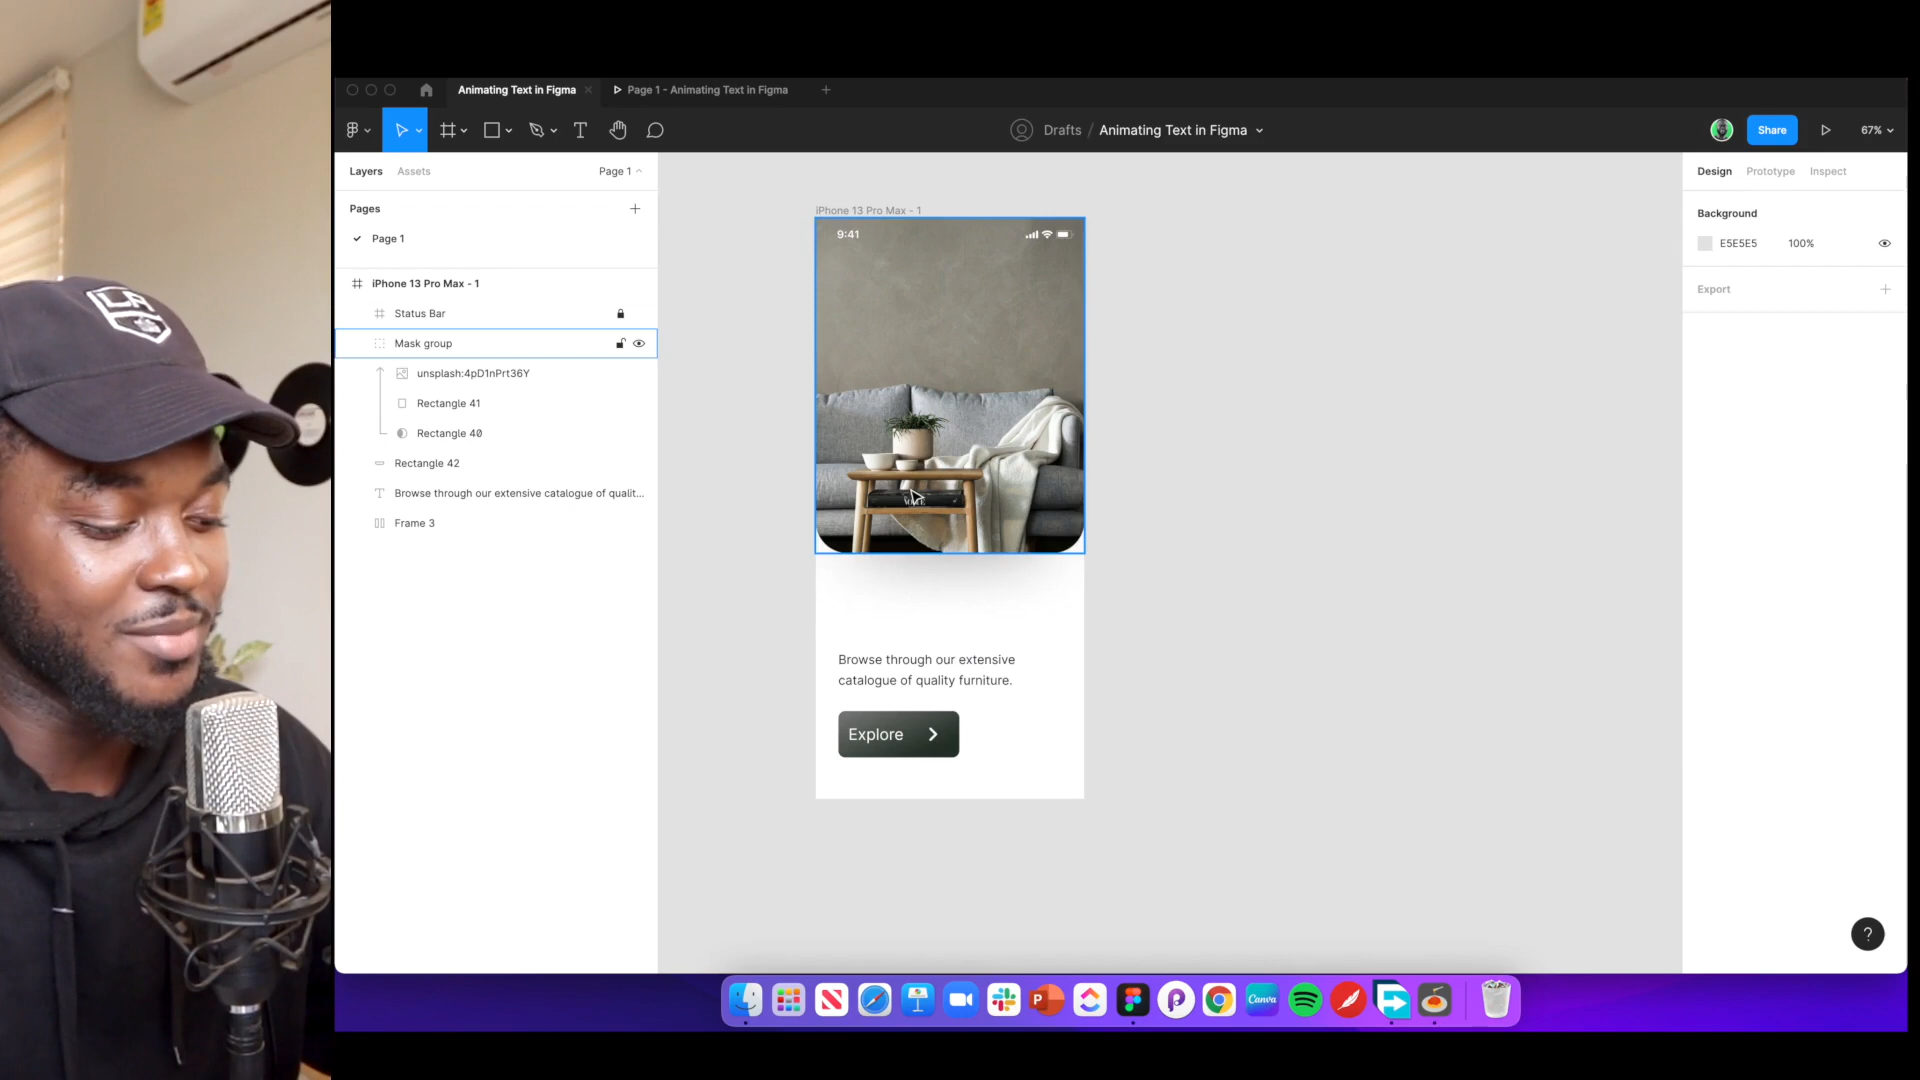 Animating Text in Figma
Page 1 - Animating Text in Figma
Drafts / Animating Text in Figma
Share
67%
Layers
Assets
Page 1
Pages
Page 1
iPhone 13 Pro Max - 1
Status Bar
Mask group
unsplash:4pD1nPrt36Y
Rectangle 41
Rectangle 40
Rectangle 42
Browse through our extensive catalogue of qualit...
Frame 3
iPhone 13 Pro Max - 1
9:41
VOGUE
Browse through our extensive
catalogue of quality furniture.
Explore
Design
Prototype
Inspect
Background
E5E5E5
100%
Export
?
Canva
P
LA